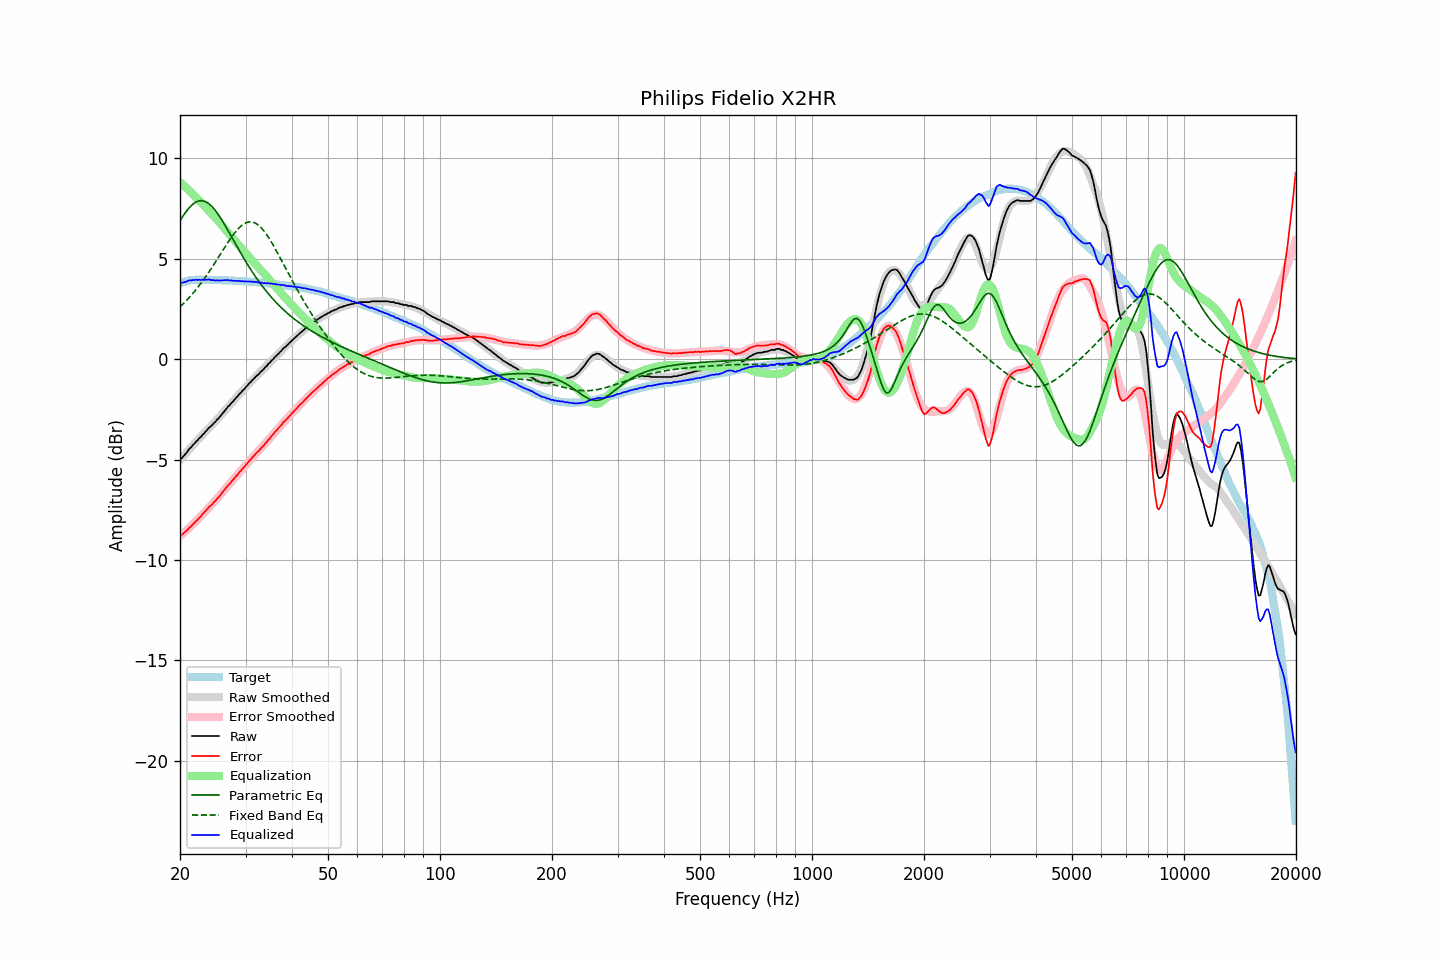 Philips Fidelio X2HR
Amplitude (dBr)
10
5
0
−5
−10
−15
−20
Target
Raw Smoothed
Error Smoothed
Raw
Error
Equalization
Parametric Eq
Fixed Band Eq
Equalized
20 50 100 200 500 1000 2000 5000 10000 20000
Frequency (Hz)